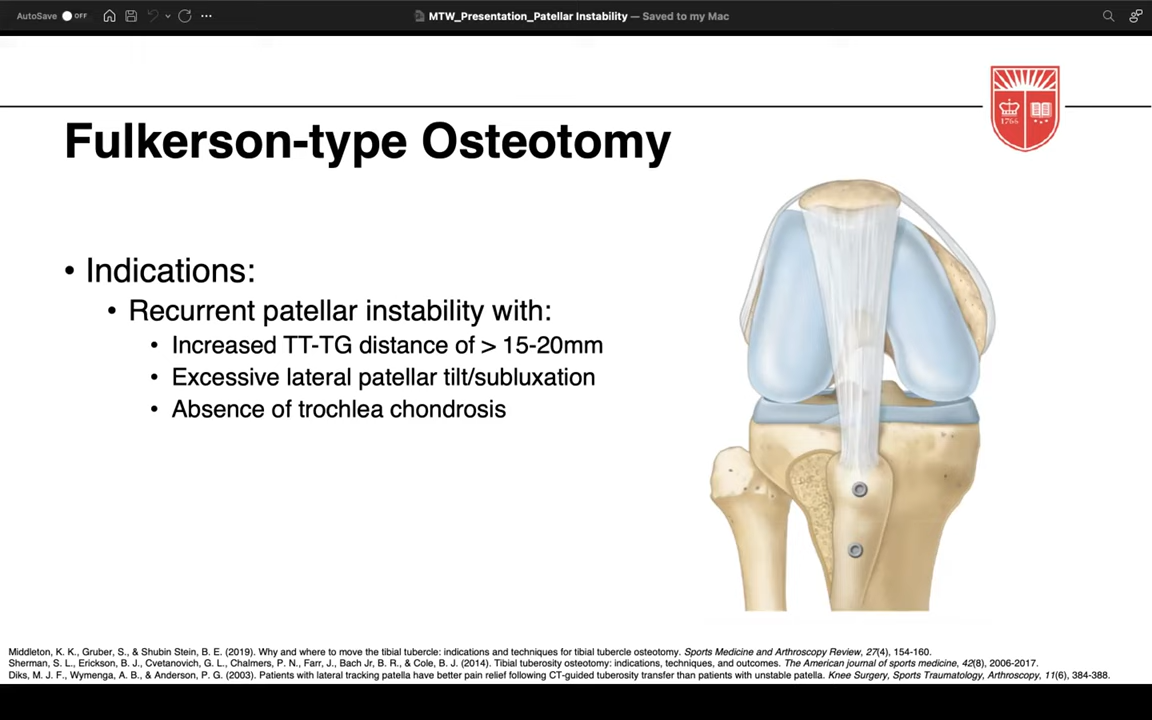 AutoSave OFF
MTW_Presentation_Patellar Instability — Saved to my Mac
1766
Fulkerson-type Osteotomy
• Indications:
• Recurrent patellar instability with:
• Increased TT-TG distance of > 15-20mm
• Excessive lateral patellar tilt/subluxation
• Absence of trochlea chondrosis
Middleton, K. K., Gruber, S., & Shubin Stein, B. E. (2019). Why and where to move the tibial tubercle: indications and techniques for tibial tubercle osteotomy. Sports Medicine and Arthroscopy Review, 27(4), 154-160.
Sherman, S. L., Erickson, B. J., Cvetanovich, G. L., Chalmers, P. N., Farr, J., Bach Jr, B. R., & Cole, B. J. (2014). Tibial tuberosity osteotomy: indications, techniques, and outcomes. The American journal of sports medicine, 42(8), 2006-2017.
Diks, M. J. F., Wymenga, A. B., & Anderson, P. G. (2003). Patients with lateral tracking patella have better pain relief following CT-guided tuberosity transfer than patients with unstable patella. Knee Surgery, Sports Traumatology, Arthroscopy, 11(6), 384-388.